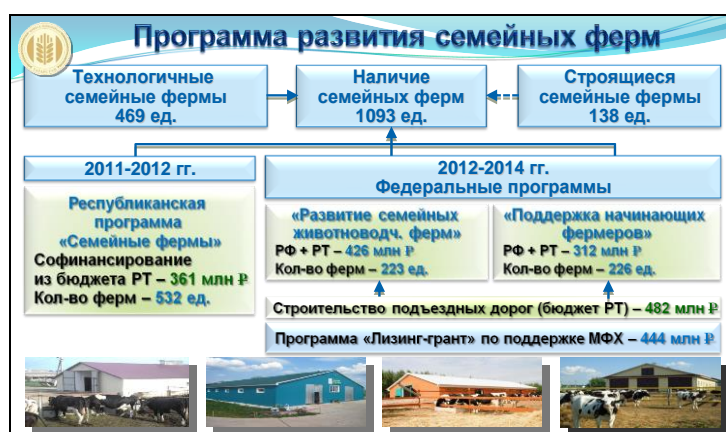 Программа развития семейных ферм
Технологичные
семейные фермы
469 ед.
Наличие
семейных ферм
1093 ед.
Строящиеся
семейные фермы
138 ед.
2011-2012 гг.
2012-2014 гг.
Федеральные программы
Республиканская
программа
«Семейные фермы»
Софинансирование
из бюджета РТ – 361 млн ₽
Кол-во ферм – 532 ед.
«Развитие семейных
животноводч. ферм»
РФ + РТ – 426 млн ₽
Кол-во ферм – 223 ед.
«Поддержка начинающих
фермеров»
РФ + РТ – 312 млн ₽
Кол-во ферм – 226 ед.
Строительство подъездных дорог (бюджет РТ) – 482 млн ₽
Программа «Лизинг-грант» по поддержке МФХ – 444 млн ₽